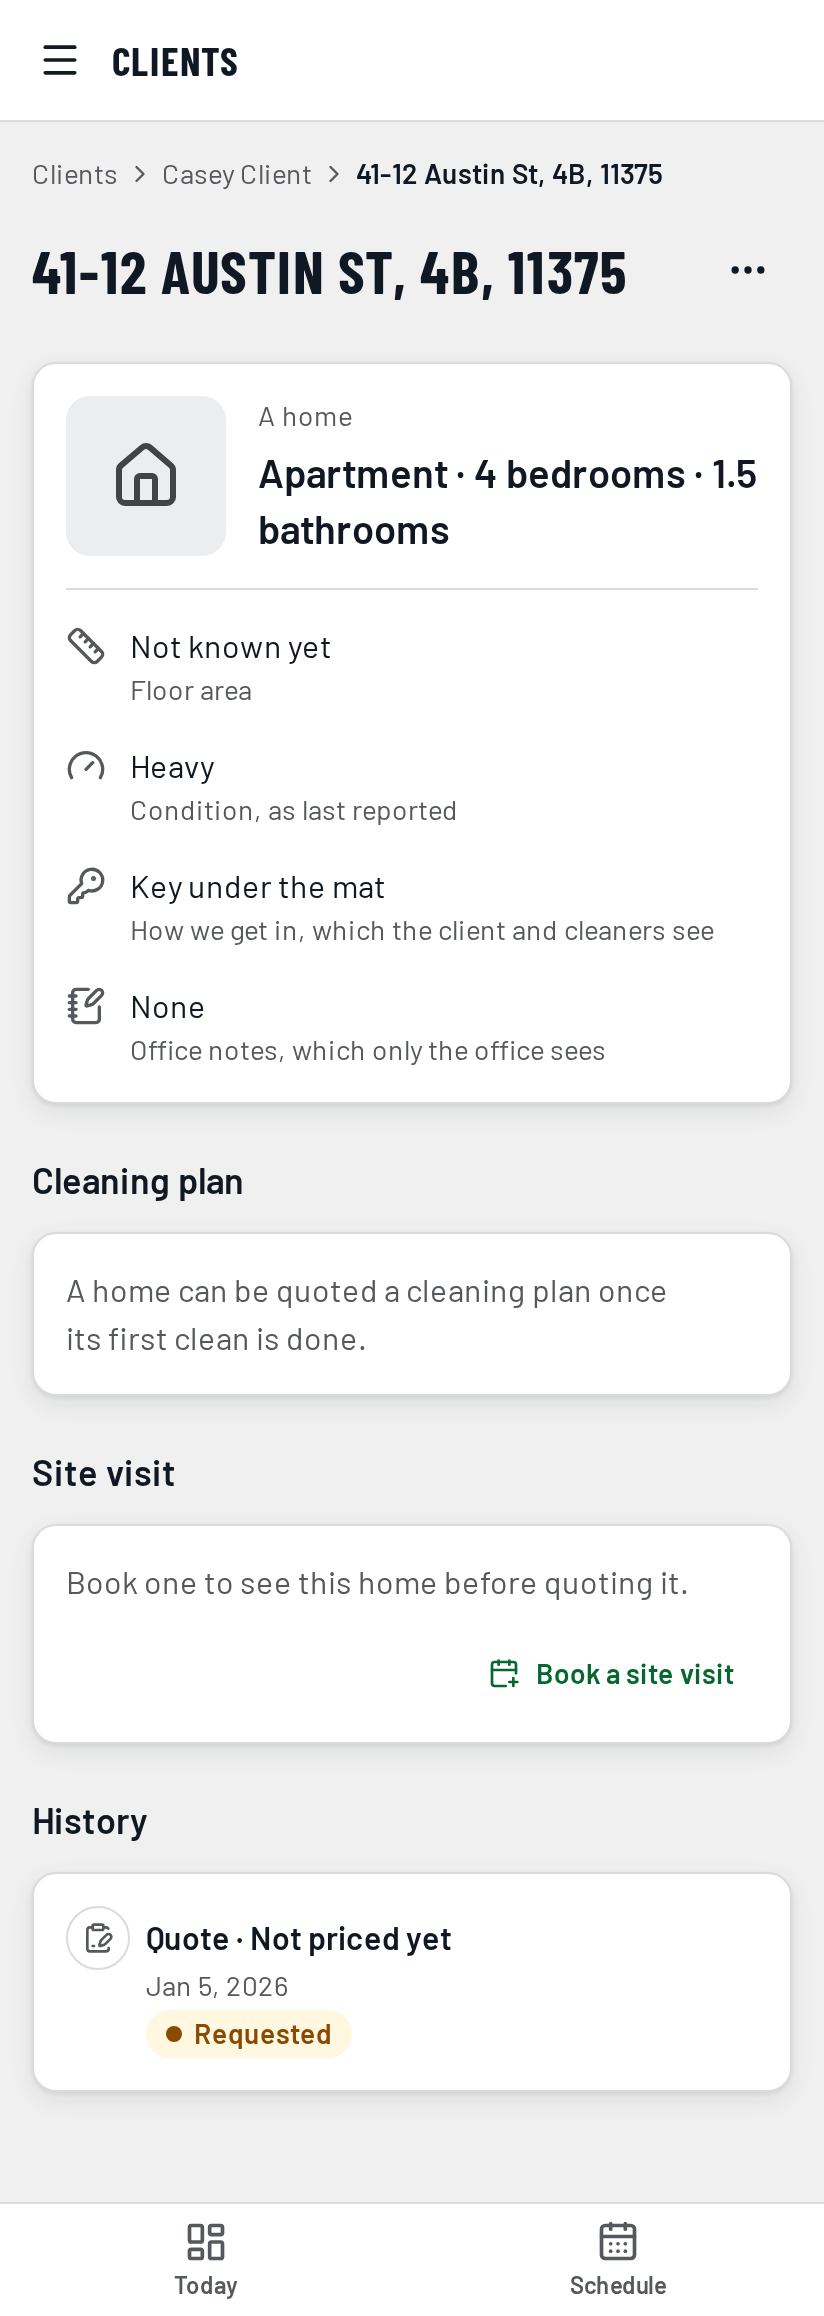 CLIENTS
Clients > Casey Client > 41-12 Austin St, 4B, 11375
41-12 AUSTIN ST, 4B, 11375
A home
Apartment · 4 bedrooms · 1.5
bathrooms
Not known yet
Floor area
Heavy
Condition, as last reported
Key under the mat
How we get in, which the client and cleaners see
None
Office notes, which only the office sees
Cleaning plan
A home can be quoted a cleaning plan once
its first clean is done.
Site visit
Book one to see this home before quoting it.
Book a site visit
History
Quote · Not priced yet
Jan 5, 2026
Requested
Today
Schedule